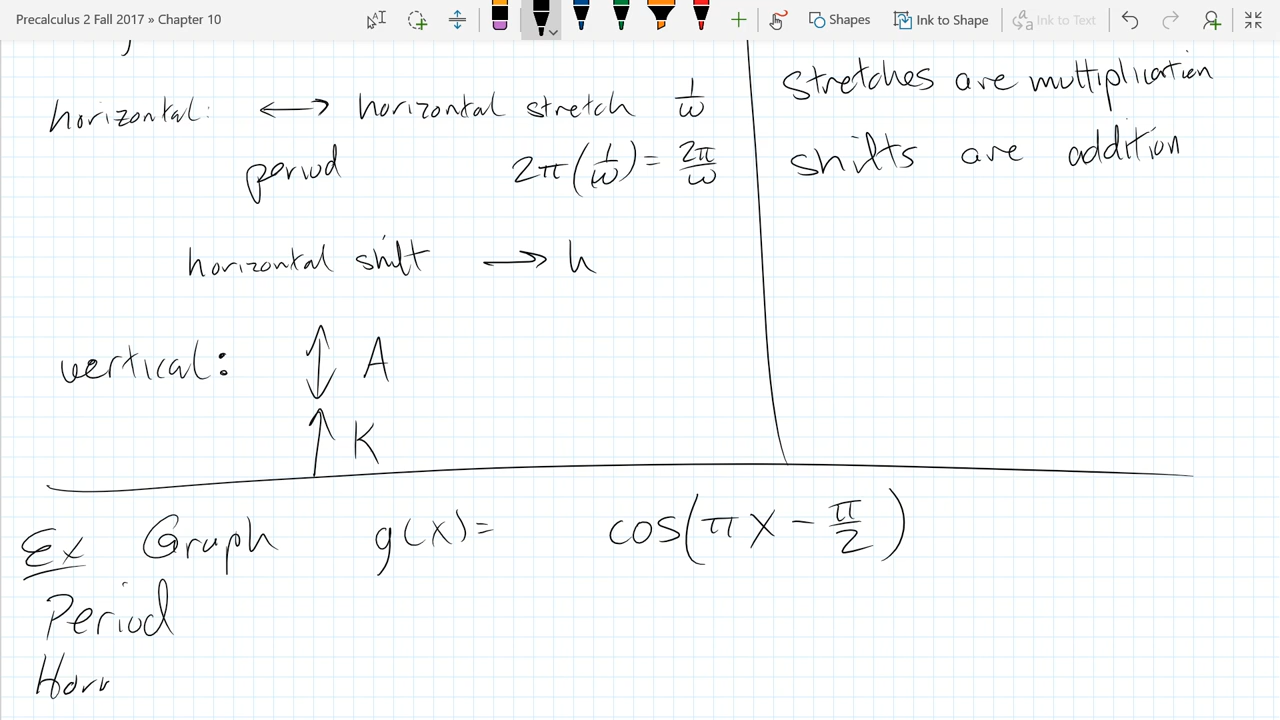 Precalculus 2 Fall 2017 » Chapter 10
Shapes
Ink to Shape
Ink to Text
horizontal: ⟷ horizontal stretch 1/ω
period 2π(1/ω) = 2π/ω
horizontal shift → h
vertical: ↕ A
↑ K
stretches are multiplication
shifts are addition
Ex Graph g(x)= cos(πx − π/2)
Period
Horr